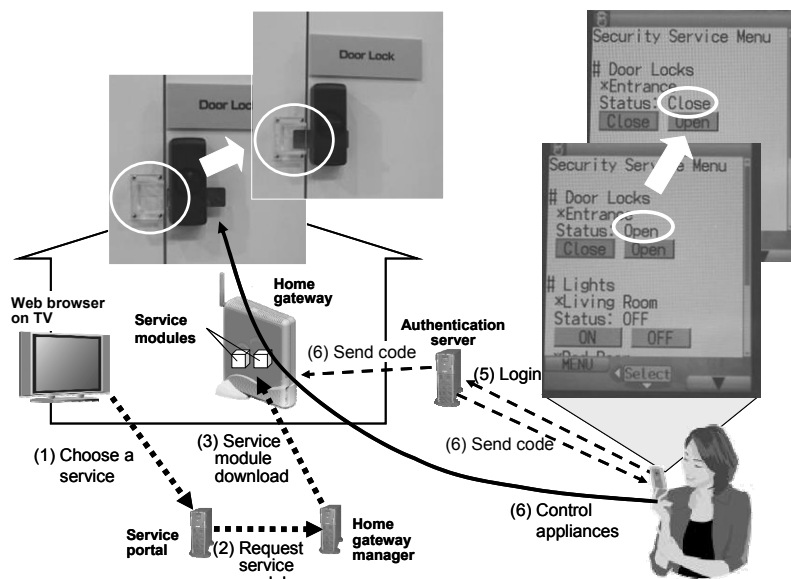 Door Lock
Door Lock
Security Service Menu
# Door Locks
×Entrance
Status: Close
Close Open
Security Service Menu
# Door Locks
×Entrance
Status: Open
Close Open
# Lights
×Living Room
Status: OFF
ON OFF
MENU
Select
Web browser
on TV
Home
gateway
Service
modules
Authentication
server
(6) Send code
(5) Login
(6) Send code
(1) Choose a
service
(3) Service
module
download
(6) Control
appliances
Service
portal
(2) Request
service
Home
gateway
manager